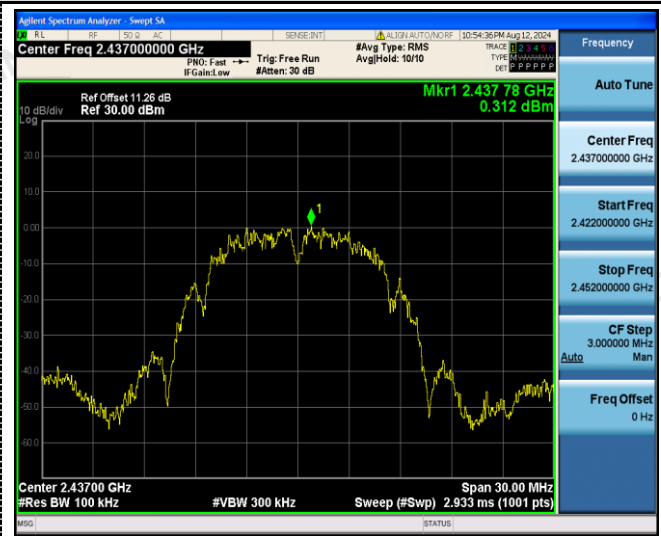 Agilent Spectrum Analyzer - Swept SA
RL RF 50 Ω AC SENSE:INT ALIGN AUTO/NO RF 10:54:36 PM Aug 12, 2024
Center Freq 2.437000000 GHz
#Avg Type: RMS
TRACE 1 2 3 4 5 6
PNO: Fast
Trig: Free Run
Avg|Hold: 10/10
TYPE M
IFGain:Low
#Atten: 30 dB
DET P P P P P P
Ref Offset 11.26 dB
Mkr1 2.437 78 GHz
10 dB/div
Ref 30.00 dBm
0.312 dBm
Log
20.0
10.0
0.00
-10.0
-20.0
-30.0
-40.0
-50.0
-60.0
1
Center 2.43700 GHz
Span 30.00 MHz
#Res BW 100 kHz
#VBW 300 kHz
Sweep (#Swp) 2.933 ms (1001 pts)
MSG
STATUS
Frequency
Auto Tune
Center Freq
2.437000000 GHz
Start Freq
2.422000000 GHz
Stop Freq
2.452000000 GHz
CF Step
3.000000 MHz
Auto Man
Freq Offset
0 Hz